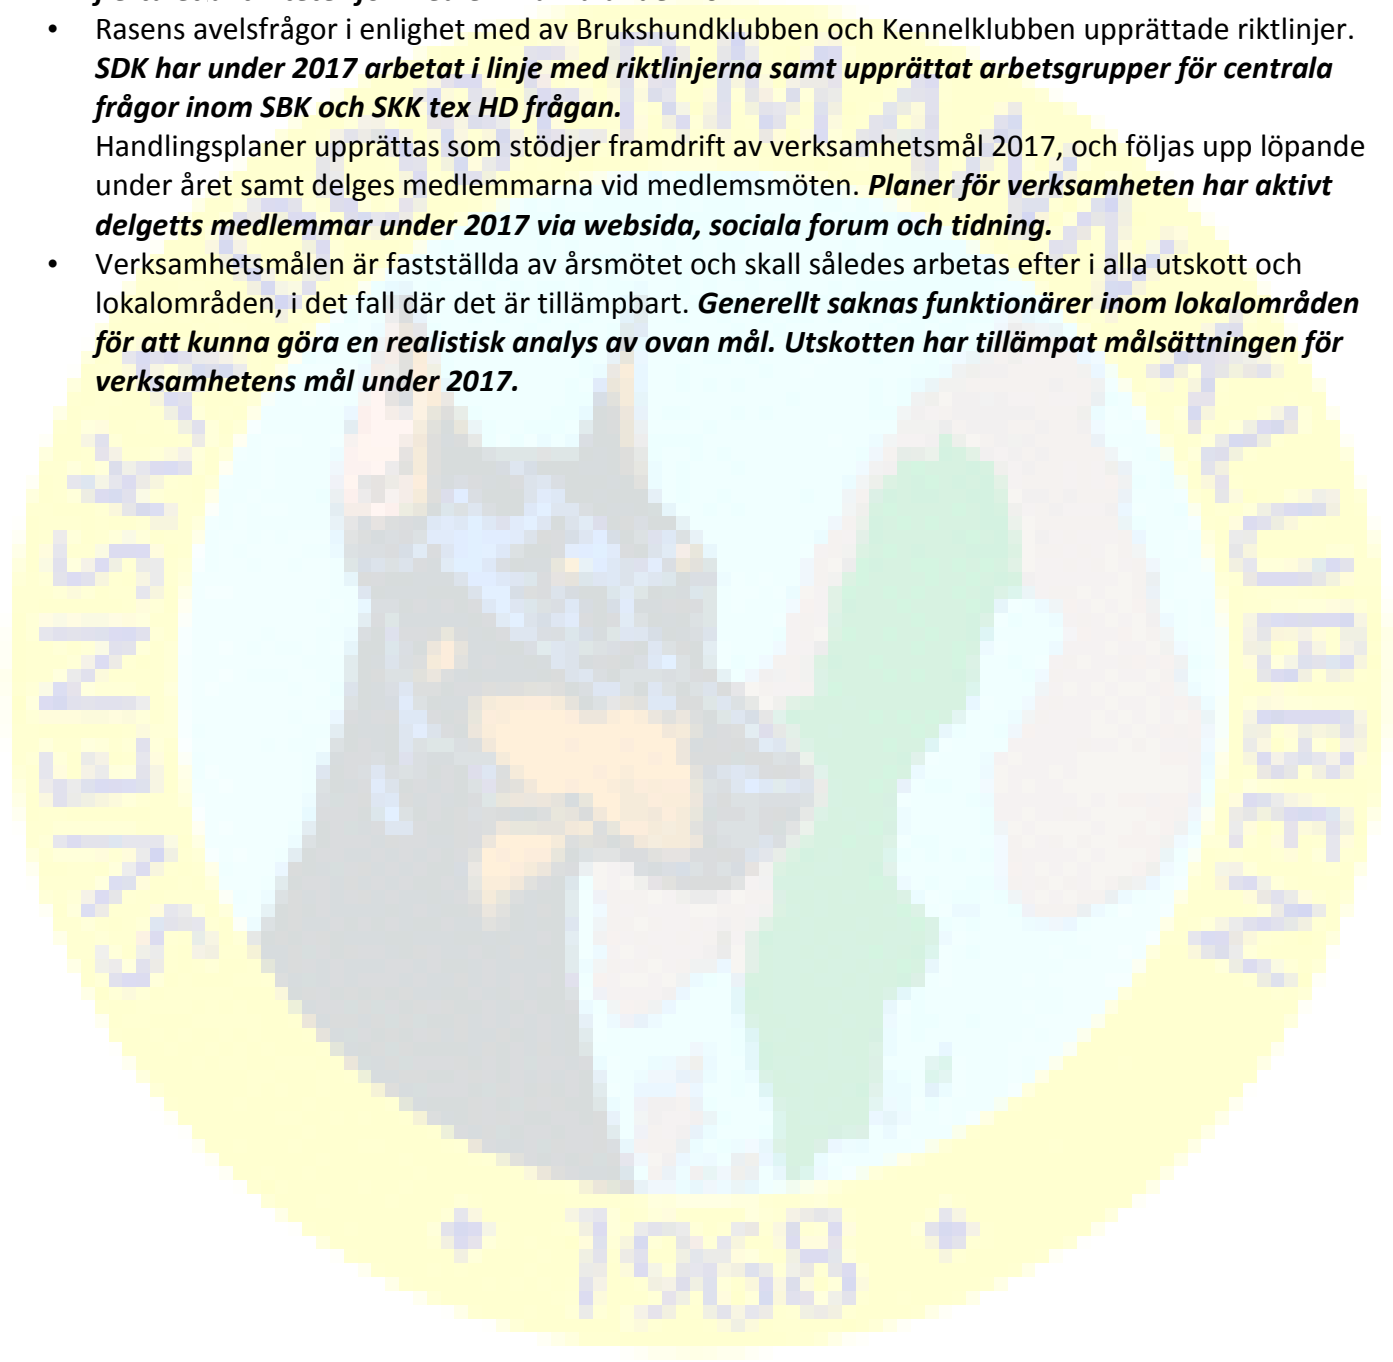 • Rasens avelsfrågor i enlighet med av Brukshundklubben och Kennelklubben upprättade riktlinjer.
SDK har under 2017 arbetat i linje med riktlinjerna samt upprättat arbetsgrupper för centrala
frågor inom SBK och SKK tex HD frågan.
Handlingsplaner upprättas som stödjer framdrift av verksamhetsmål 2017, och följas upp löpande
under året samt delges medlemmarna vid medlemsmöten. Planer för verksamheten har aktivt
delgetts medlemmar under 2017 via websida, sociala forum och tidning.
• Verksamhetsmålen är fastställda av årsmötet och skall således arbetas efter i alla utskott och
lokalområden, i det fall där det är tillämpbart. Generellt saknas funktionärer inom lokalområden
för att kunna göra en realistisk analys av ovan mål. Utskotten har tillämpat målsättningen för
verksamhetens mål under 2017.
SVENSKA DOBERMANN KLUBBEN
1968